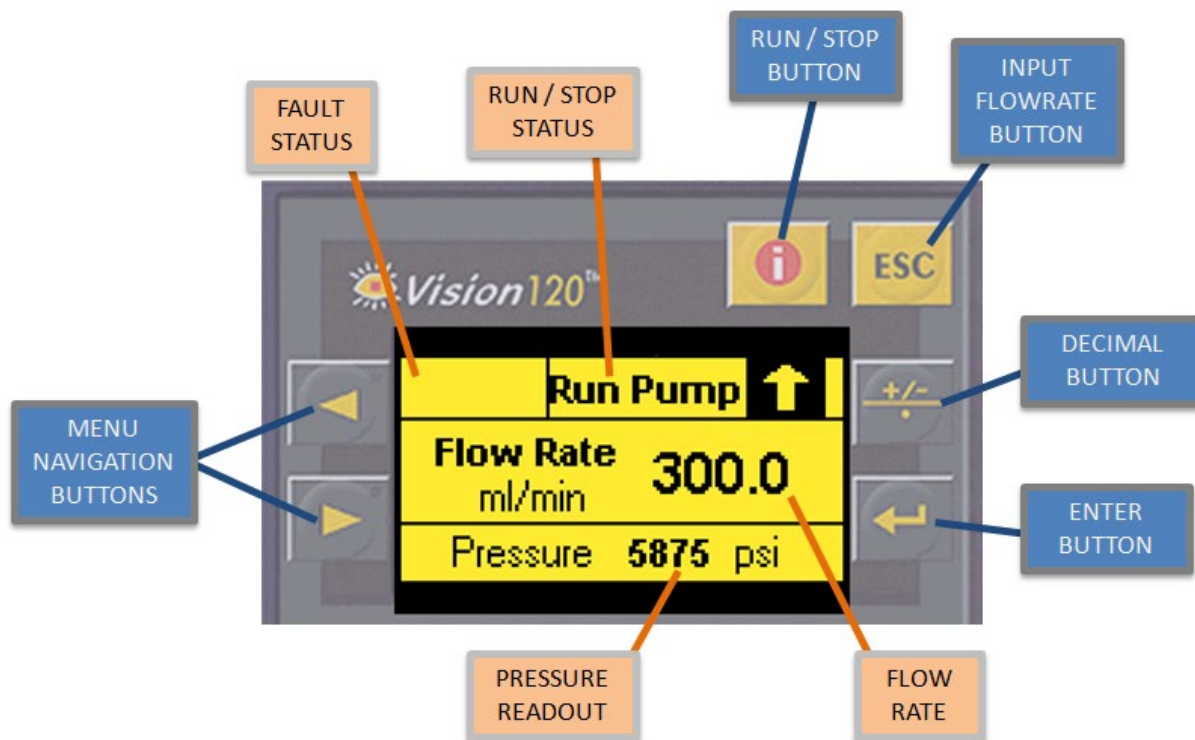 RUN / STOP
BUTTON
INPUT
FLOWRATE
BUTTON
FAULT
STATUS
RUN / STOP
STATUS
i
ESC
Vision120™
Run Pump
+/-
DECIMAL
BUTTON
MENU
NAVIGATION
BUTTONS
Flow Rate
ml/min
300.0
Pressure 5875 psi
ENTER
BUTTON
PRESSURE
READOUT
FLOW
RATE